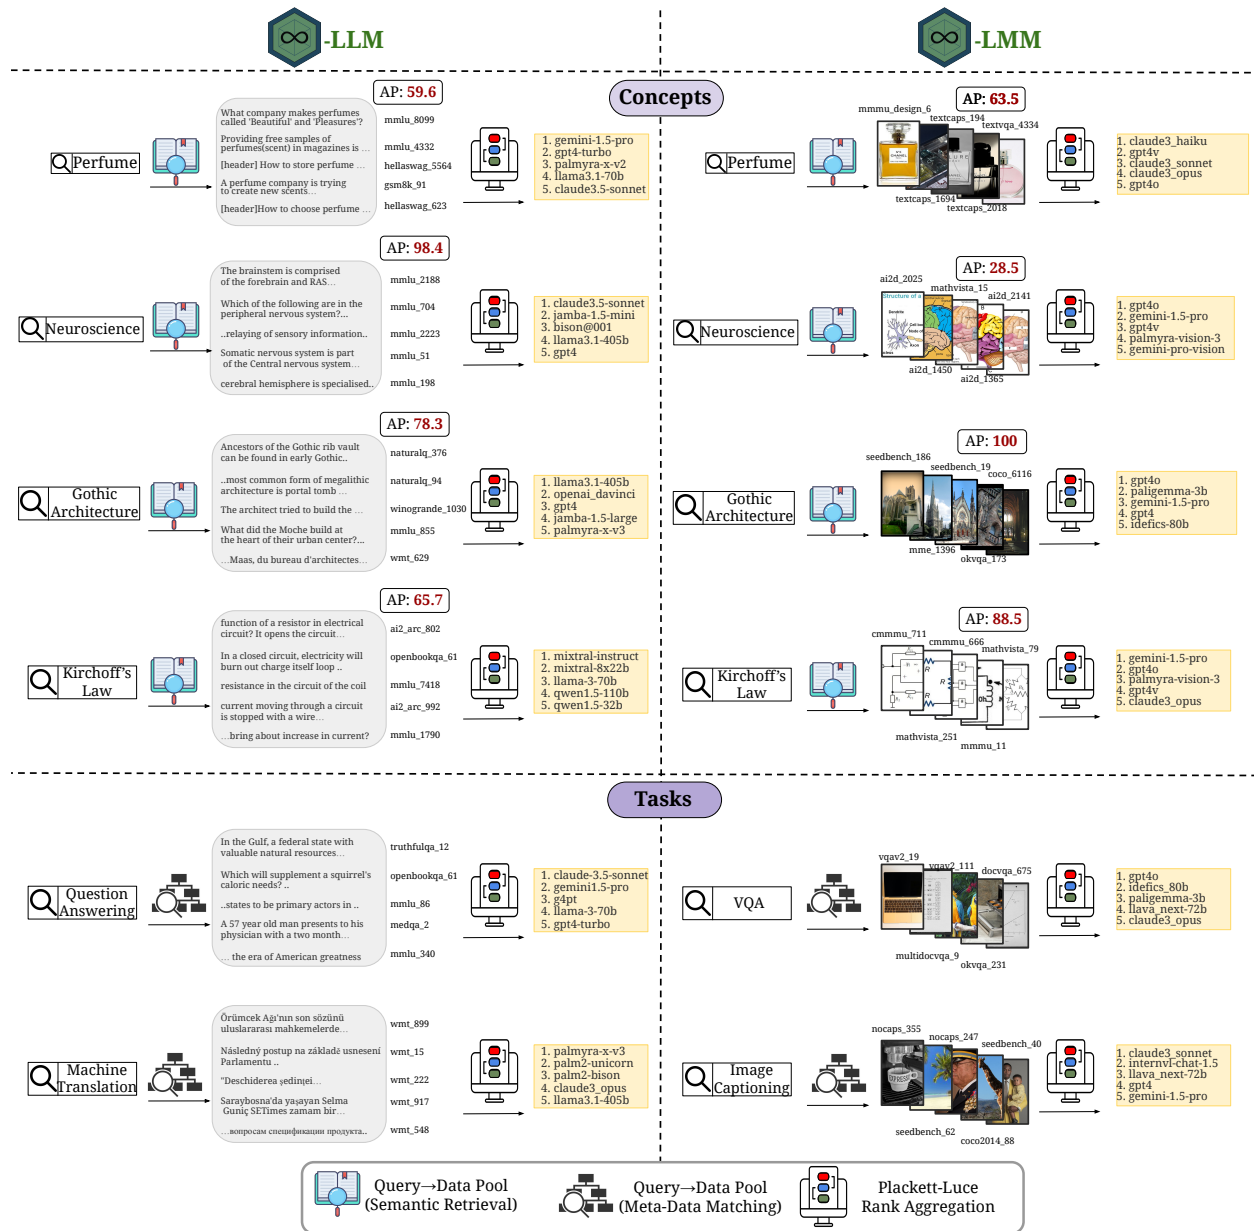 -LLM
-LMM
Concepts
AP: 59.6
Perfume
What company makes perfumes
called 'Beautiful' and 'Pleasures'?
Providing free samples of
perfumes(scent) in magazines is ...
[header] How to store perfume ...
A perfume company is trying
to create new scents...
[header]How to choose perfume ...
mmlu_8099
mmlu_4332
hellaswag_5564
gsm8k_91
hellaswag_623
1. gemini-1.5-pro
2. gpt4-turbo
3. palmyra-x-v2
4. llama3.1-70b
5. claude3.5-sonnet
AP: 63.5
Perfume
mmmu_design_6
textcaps_194
textvqa_4334
CHANEL
textcaps_1694
textcaps_2018
1. claude3_haiku
2. gpt4v
3. claude3_sonnet
4. claude3_opus
5. gpt4o
AP: 98.4
Neuroscience
The brainstem is comprised
of the forebrain and RAS...
Which of the following are in the
peripheral nervous system?...
..relaying of sensory information..
Somatic nervous system is part
of the Central nervous system...
cerebral hemisphere is specialised..
mmlu_2188
mmlu_704
mmlu_2223
mmlu_51
mmlu_198
1. claude3.5-sonnet
2. jamba-1.5-mini
3. bison@001
4. llama3.1-405b
5. gpt4
AP: 28.5
Neuroscience
ai2d_2025
mathvista_15
ai2d_2141
Structure of a
Dendrite
ai2d_1450
ai2d_1365
1. gpt4o
2. gemini-1.5-pro
3. gpt4v
4. palmyra-vision-3
5. gemini-pro-vision
AP: 78.3
Gothic
Architecture
Ancestors of the Gothic rib vault
can be found in early Gothic..
..most common form of megalithic
architecture is portal tomb ...
The architect tried to build the ...
What did the Moche build at
the heart of their urban center?...
...Maas, du bureau d'architectes...
naturalq_376
naturalq_94
winogrande_1030
mmlu_855
wmt_629
1. llama3.1-405b
2. openai_davinci
3. gpt4
4. jamba-1.5-large
5. palmyra-x-v3
AP: 100
Gothic
Architecture
seedbench_186
seedbench_19
coco_6116
mme_1396
okvqa_173
1. gpt4o
2. paligemma-3b
3. gemini-1.5-pro
4. gpt4
5. idefics-80b
AP: 65.7
Kirchoff's
Law
function of a resistor in electrical
circuit? It opens the circuit...
In a closed circuit, electricity will
burn out charge itself loop ..
resistance in the circuit of the coil
current moving through a circuit
is stopped with a wire...
...bring about increase in current?
ai2_arc_802
openbookqa_61
mmlu_7418
ai2_arc_992
mmlu_1790
1. mixtral-instruct
2. mixtral-8x22b
3. llama-3-70b
4. qwen1.5-110b
5. qwen1.5-32b
AP: 88.5
Kirchoff's
Law
cmmmu_711
cmmmu_666
mathvista_79
mathvista_251
mmmu_11
1. gemini-1.5-pro
2. gpt4o
3. palmyra-vision-3
4. gpt4v
5. claude3_opus
Tasks
Question
Answering
In the Gulf, a federal state with
valuable natural resources...
Which will supplement a squirrel's
caloric needs? ..
..states to be primary actors in ..
A 57 year old man presents to his
physician with a two month...
... the era of American greatness
truthfulqa_12
openbookqa_61
mmlu_86
medqa_2
mmlu_340
1. claude-3.5-sonnet
2. gemini1.5-pro
3. g4pt
4. llama-3-70b
5. gpt4-turbo
VQA
vqav2_19
vqav2_111
docvqa_675
multidocvqa_9
okvqa_231
1. gpt4o
2. idefics_80b
3. paligemma-3b
4. llava_next-72b
5. claude3_opus
Machine
Translation
Örümcek Ağı'nın son sözünü
uluslararası mahkemelerde...
Následný postup na základě usnesení
Parlamentu ..
"Deschiderea ședinței...
Saraybosna'da yaşayan Selma
Guniç SETimes zamam bir...
...вопросам спецификации продукта..
wmt_899
wmt_15
wmt_222
wmt_917
wmt_548
1. palmyra-x-v3
2. palm2-unicorn
3. palm2-bison
4. claude3_opus
5. llama3.1-405b
Image
Captioning
nocaps_355
nocaps_247
seedbench_40
seedbench_62
coco2014_88
1. claude3_sonnet
2. internvl-chat-1.5
3. llava_next-72b
4. gpt4
5. gemini-1.5-pro
Query→Data Pool
(Semantic Retrieval)
Query→Data Pool
(Meta-Data Matching)
Plackett-Luce
Rank Aggregation